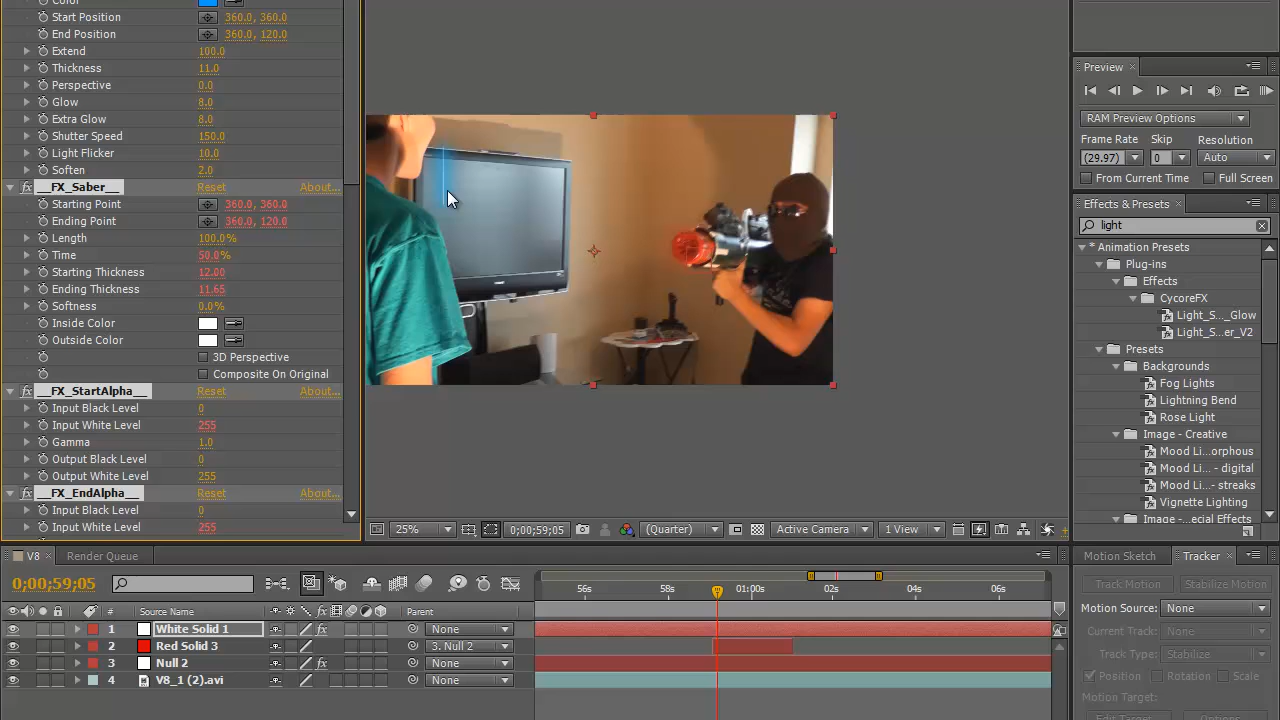 Color
Start Position 360.0, 360.0
End Position 360.0, 120.0
Extend 100.0
Thickness 11.0
Perspective 0.0
Glow 8.0
Extra Glow 8.0
Shutter Speed 150.0
Light Flicker 10.0
Soften 2.0
__FX_Saber__ Reset About...
Starting Point 360.0, 360.0
Ending Point 360.0, 120.0
Length 100.0%
Time 50.0%
Starting Thickness 12.00
Ending Thickness 11.65
Softness 0.0%
Inside Color
Outside Color
3D Perspective
Composite On Original
__FX_StartAlpha__ Reset About...
Input Black Level 0
Input White Level 255
Gamma 1.0
Output Black Level 0
Output White Level 255
__FX_EndAlpha__ Reset About...
Input Black Level 0
Input White Level 255
25% 0;00;59;05 (Quarter) Active Camera 1 View
Preview
RAM Preview Options
Frame Rate Skip Resolution
(29.97) 0 Auto
From Current Time Full Screen
Effects & Presets
light
* Animation Presets
Plug-ins
Effects
CycoreFX
Light_S..._Glow
Light_S...er_V2
Presets
Backgrounds
Fog Lights
Lightning Bend
Rose Light
Image - Creative
Mood Li...orphous
Mood Li... - digital
Mood Li... - streaks
Vignette Lighting
Image - ...ecial Effects
V8 Render Queue
0;00;59;05
56s 58s 01:00s 02s 04s 06s
# Source Name Parent
1 White Solid 1 None
2 Red Solid 3 3. Null 2
3 Null 2 None
4 V8_1 (2).avi None
Motion Sketch Tracker
Track Motion Stabilize Motion
Motion Source: None
Current Track: None
Track Type: Stabilize
Position Rotation Scale
Motion Target:
Edit Target... Options...